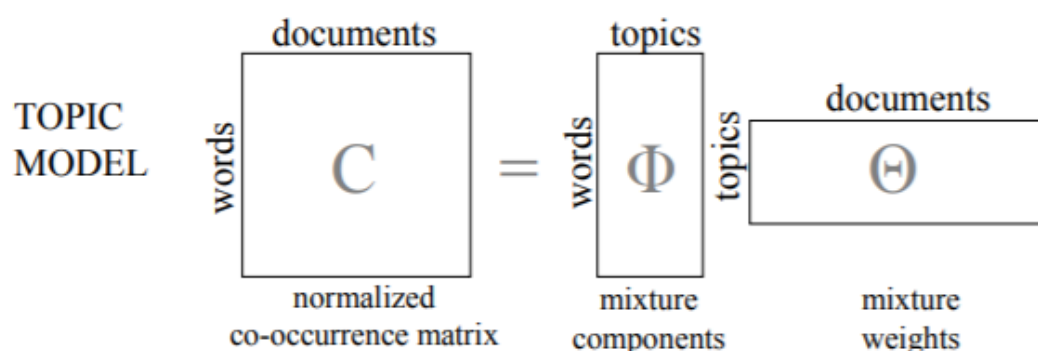 documents
topics
documents
TOPIC
MODEL
words
C
=
words
Φ
topics
Θ
normalized
co-occurrence matrix
mixture
components
mixture
weights